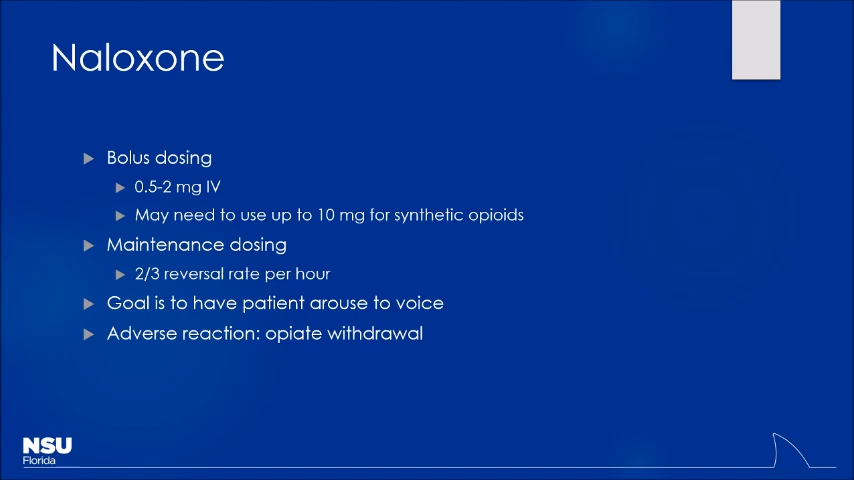 Naloxone
Bolus dosing
0.5-2 mg IV
May need to use up to 10 mg for synthetic opioids
Maintenance dosing
2/3 reversal rate per hour
Goal is to have patient arouse to voice
Adverse reaction: opiate withdrawal
NSU
Florida